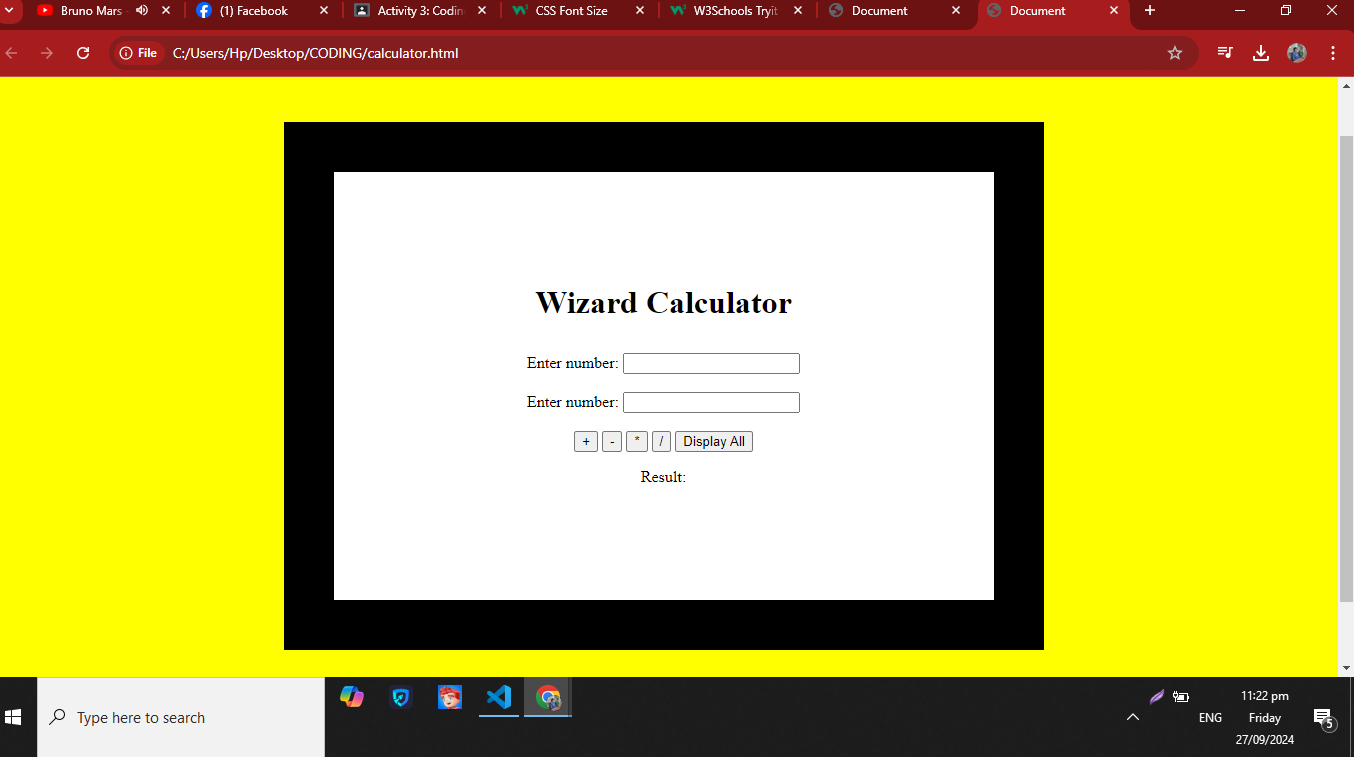 Bruno Mars
(1) Facebook
Activity 3: Codin
CSS Font Size
W3Schools Tryit
Document
Document
File
C:/Users/Hp/Desktop/CODING/calculator.html
Wizard Calculator
Enter number:
Enter number:
+ - * / Display All
Result:
Type here to search
ENG
11:22 pm
Friday
27/09/2024
5